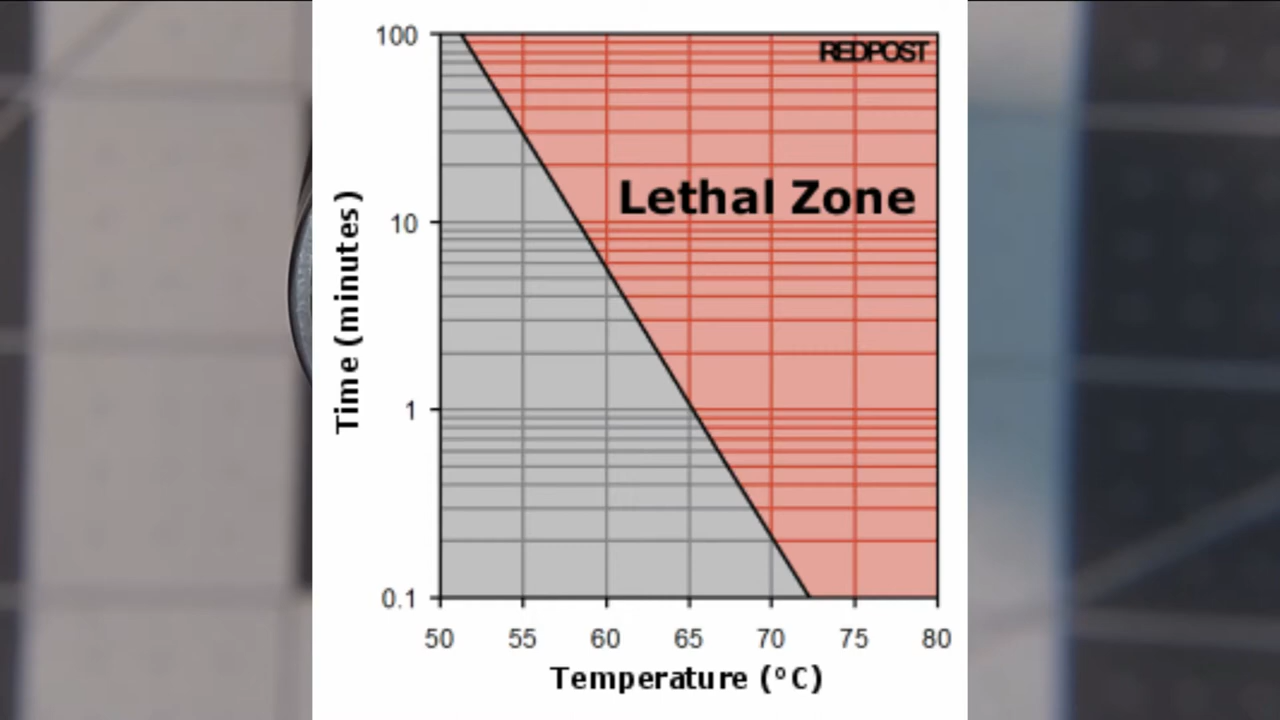 100
REDPOST
Lethal Zone
10
Time (minutes)
1
0.1
50 55 60 65 70 75 80
Temperature (°C)